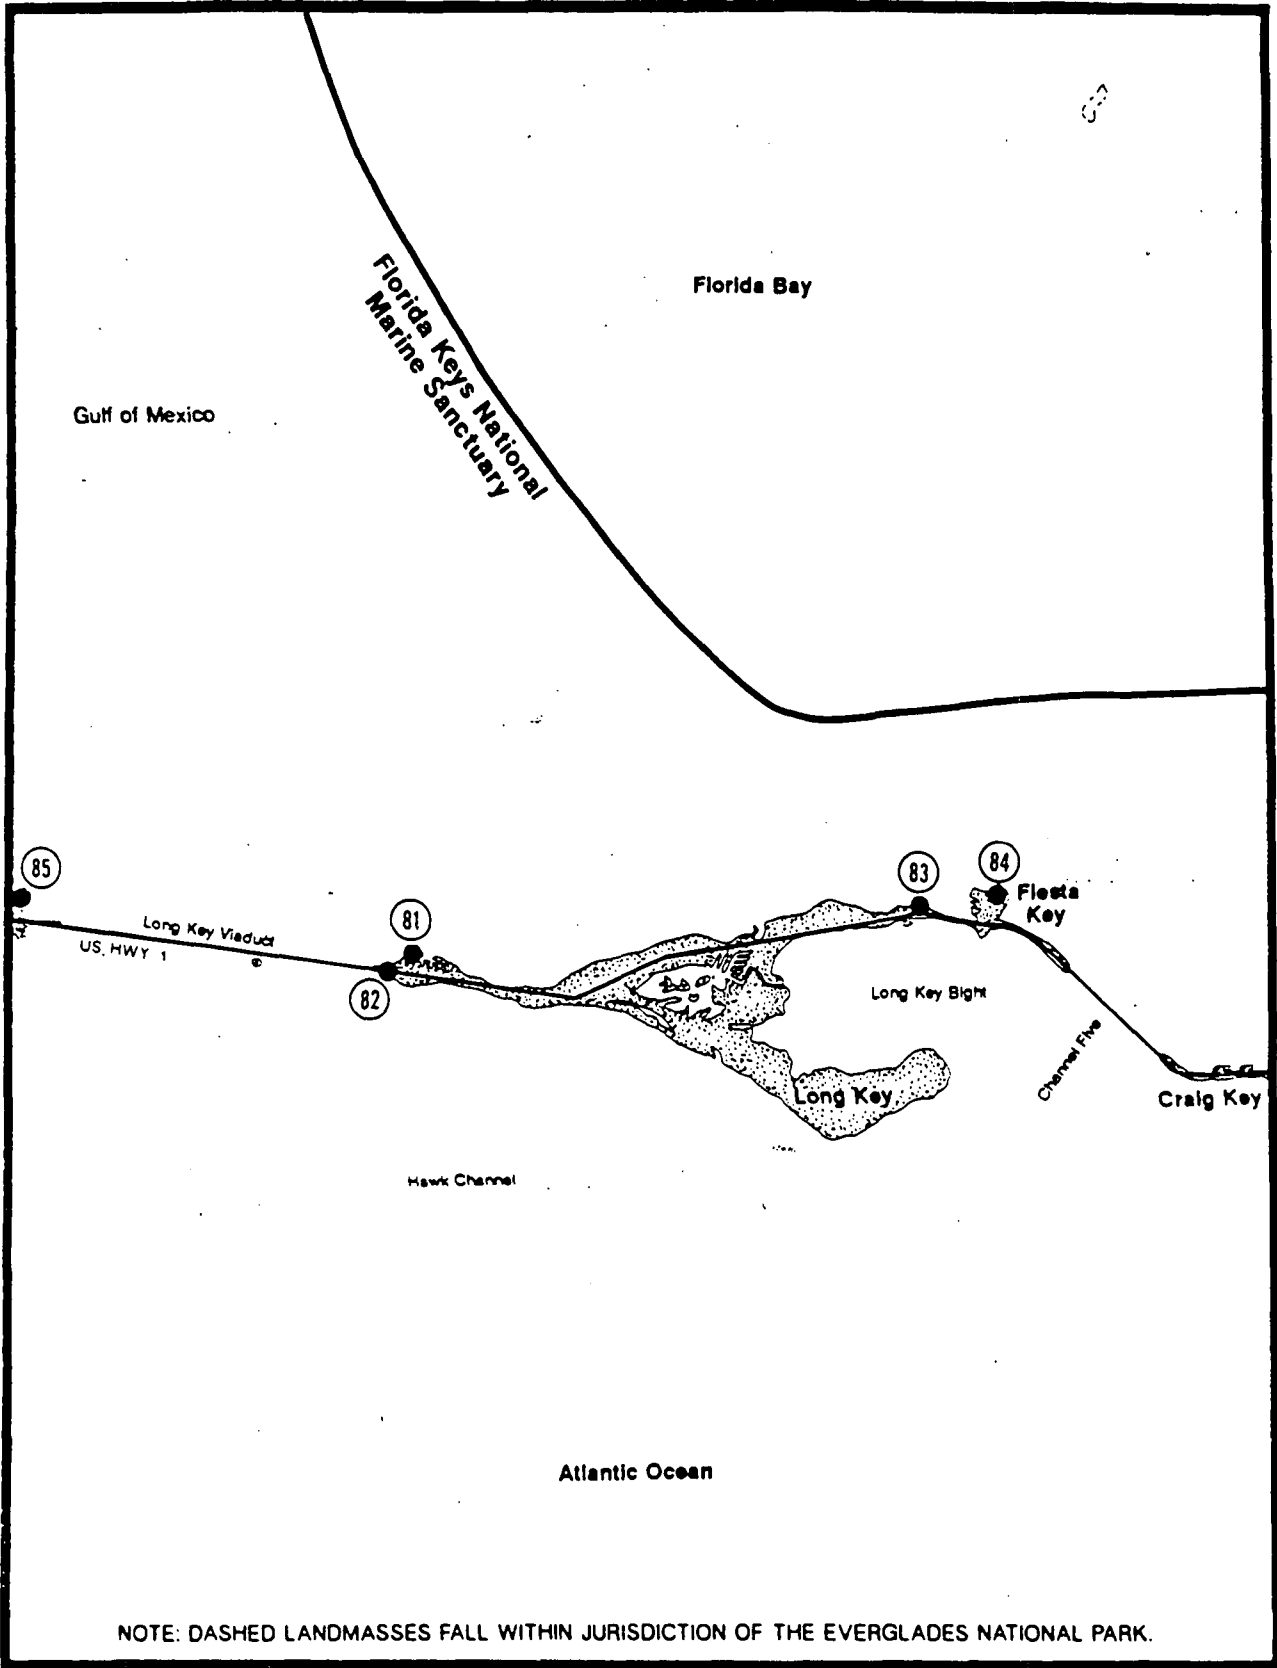 Florida Bay
Florida Keys National
Marine Sanctuary
Gulf of Mexico
85
84
83
Fiesta
Key
81
Long Key Viaduct
US. HWY 1
82
Long Key Bight
Channel Five
Long Key
Craig Key
Hawk Channel
Atlantic Ocean
NOTE: DASHED LANDMASSES FALL WITHIN JURISDICTION OF THE EVERGLADES NATIONAL PARK.